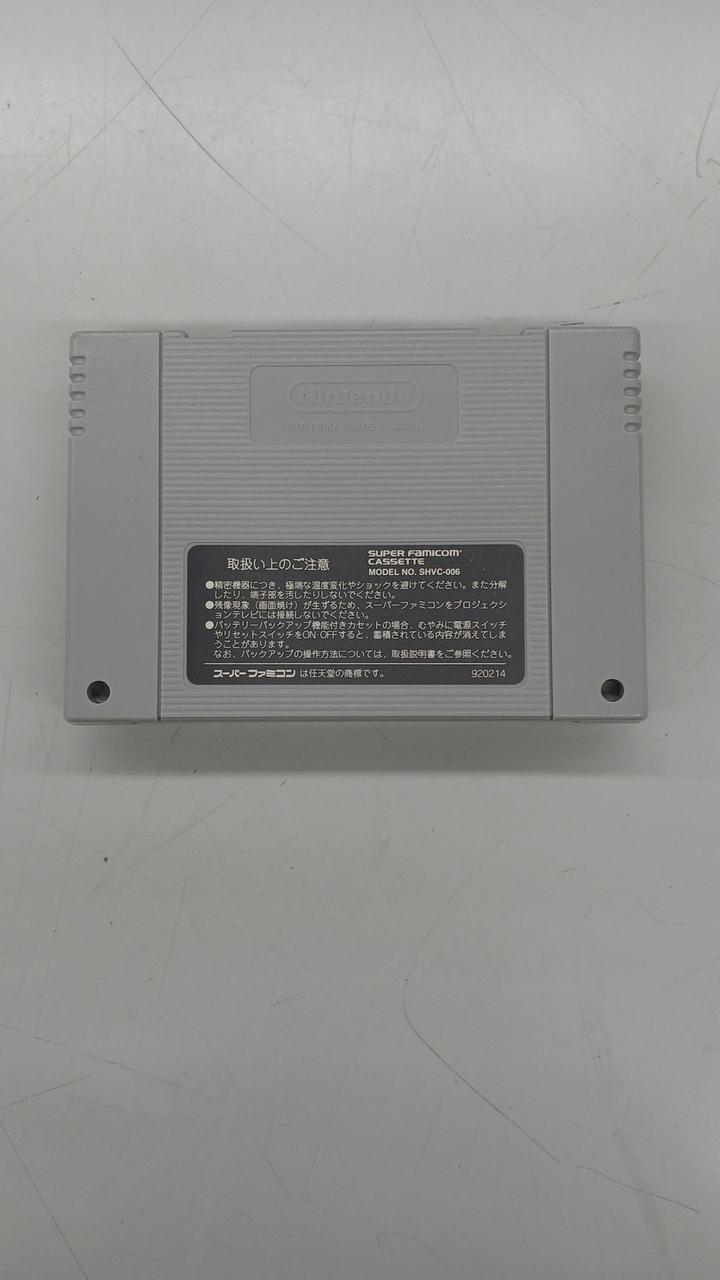 Nintendo
PAT. PEND. MADE IN JAPAN
取扱い上のご注意
SUPER FAMICOM
CASSETTE
MODEL NO. SHVC-006
●精密機器につき、極端な温度変化やショックを避けてください。また分解
したり、端子部を汚したりしないでください。
●残像現象(画面焼け)が生ずるため、スーパーファミコンをプロジェクシ
ョンテレビには接続しないでください。
●バッテリーバックアップ機能付きカセットの場合、むやみに電源スイッチ
やリセットスイッチをON・OFFすると、蓄積されている内容が消えてしま
うことがあります。
なお、バックアップの操作方法については、取扱説明書をご参照ください。
スーパーファミコンは任天堂の商標です。
920214